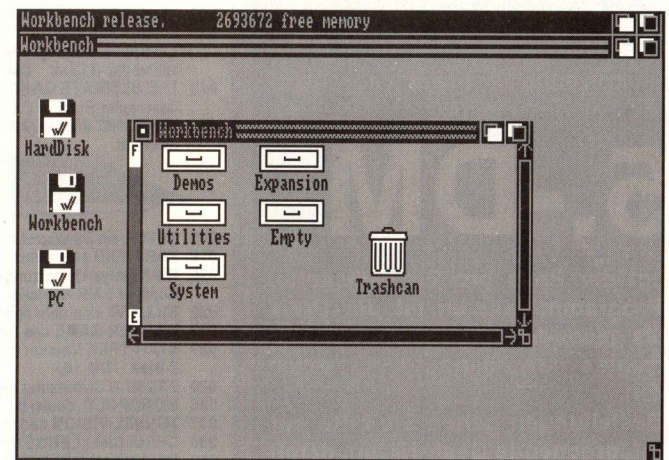 Workbench release. 2693672 free memory
Workbench
HardDisk
Workbench
PC
Workbench
F
E
Demos Expansion
Utilities Empty
System Trashcan